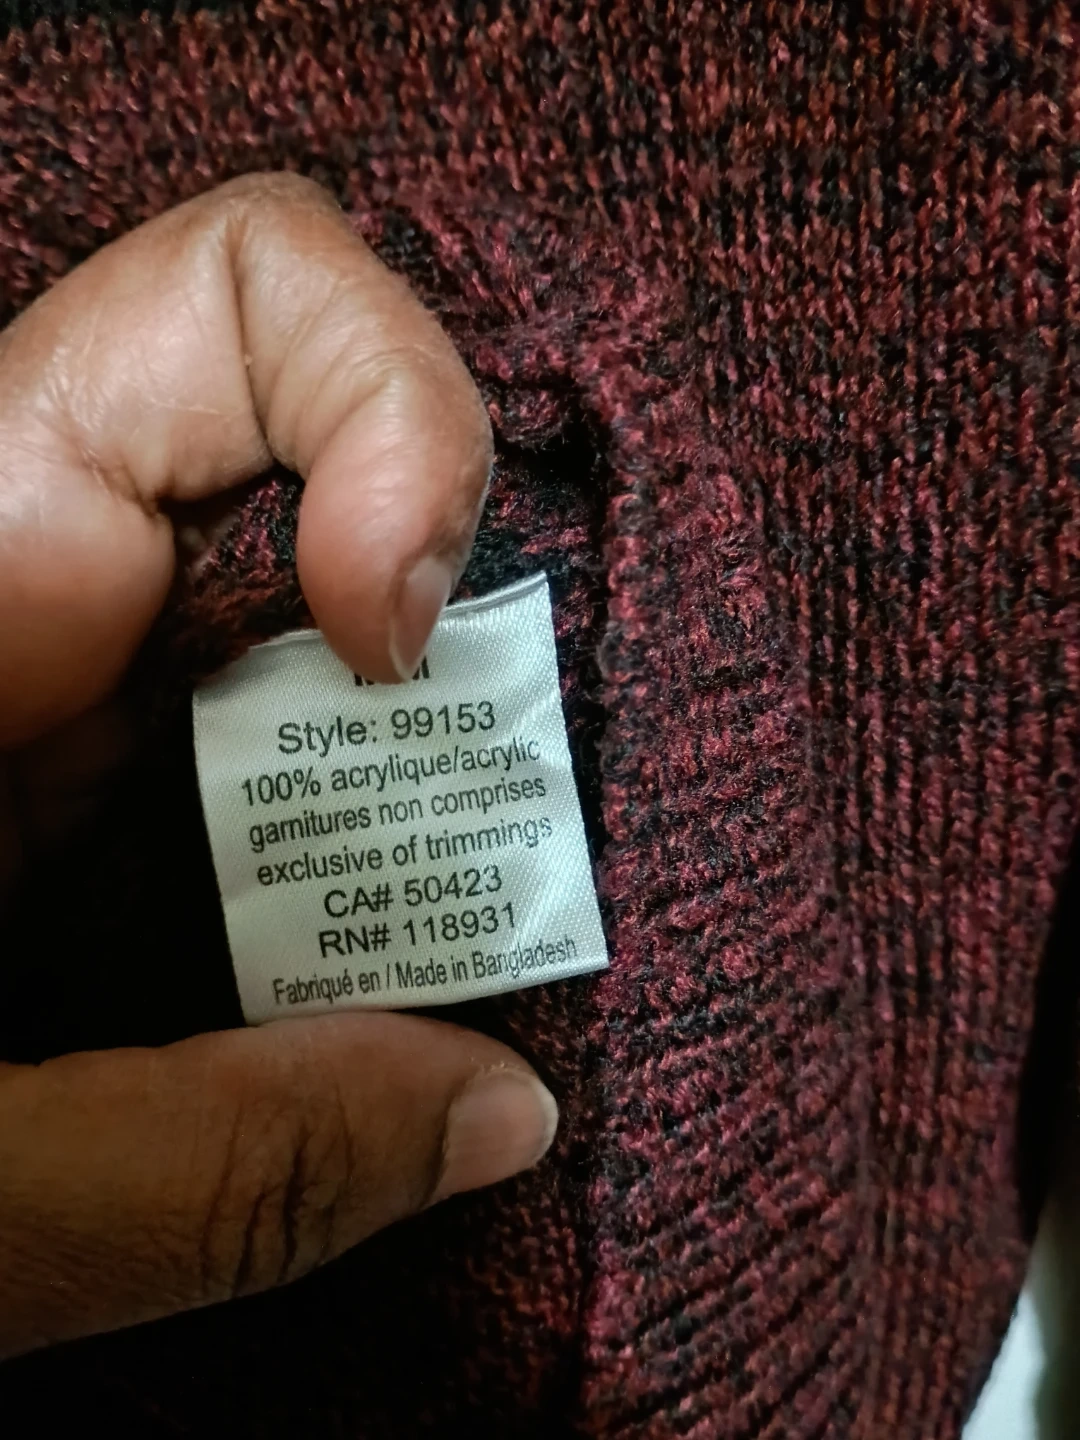 Style: 99153
100% acrylique/acrylic
garnitures non comprises
exclusive of trimmings
CA# 50423
RN# 118931
Fabriqué en / Made in Bangladesh